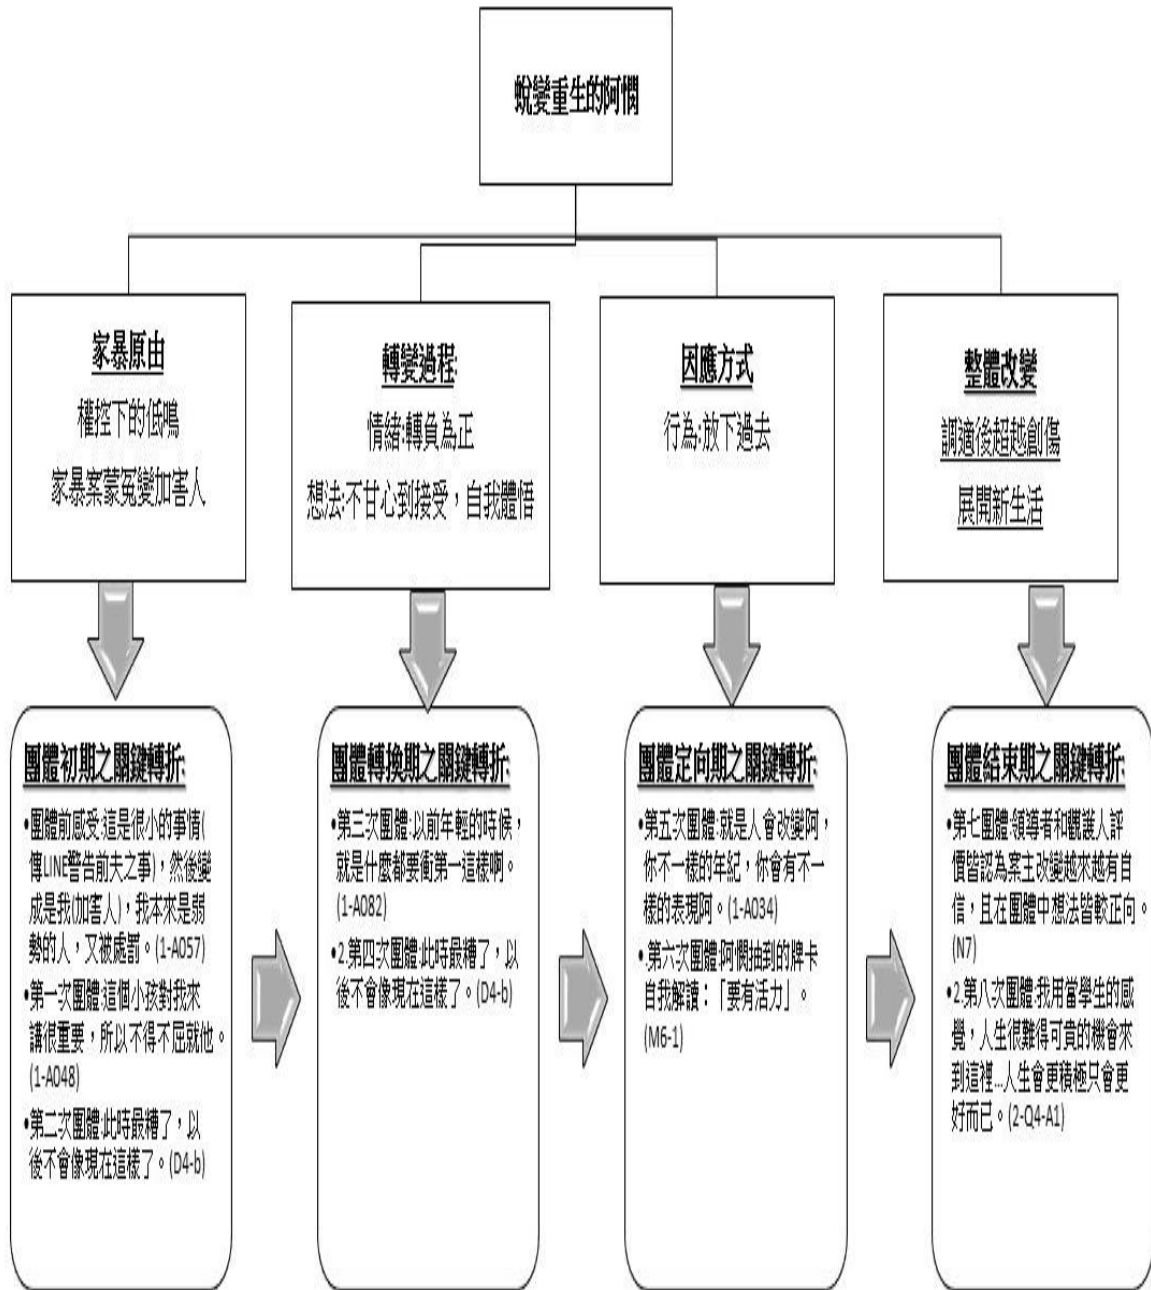 蛻變重生的阿憫
家暴原由
權控下的低鳴
家暴案蒙冤變加害人
轉變過程:
情緒:轉負為正
想法:不甘心到接受，自我體悟
因應方式
行為:放下過去
整體改變
調適後超越創傷
展開新生活
團體初期之關鍵轉折:
•團體前感受:這是很小的事情(
傳LINE警告前夫之事)，然後變
成是我(加害人)，我本來是弱
勢的人，又被處罰。(1-A057)
•第一次團體:這個小孩對我來
講很重要，所以不得不屈就他。
(1-A048)
•第二次團體:此時最糟了，以
後不會像現在這樣了。(D4-b)
團體轉換期之關鍵轉折:
•第三次團體:以前年輕的時候，
就是什麼都要衝第一這樣啊。
(1-A082)
•2.第四次團體:此時最糟了，以
後不會像現在這樣了。(D4-b)
團體定向期之關鍵轉折:
•第五次團體:就是人會改變阿，
你不一樣的年紀，你會有不一
樣的表現阿。(1-A034)
•.第六次團體:阿憫抽到的牌卡
自我解讀：「要有活力」。
(M6-1)
團體結束期之關鍵轉折:
•第七團體:領導者和觀護人評
價皆認為案主改變越來越有自
信，且在團體中想法皆較正向。
(N7)
•2.第八次團體:我用當學生的感
覺，人生很難得可貴的機會來
到這裡...人生會更積極只會更
好而已。(2-Q4-A1)